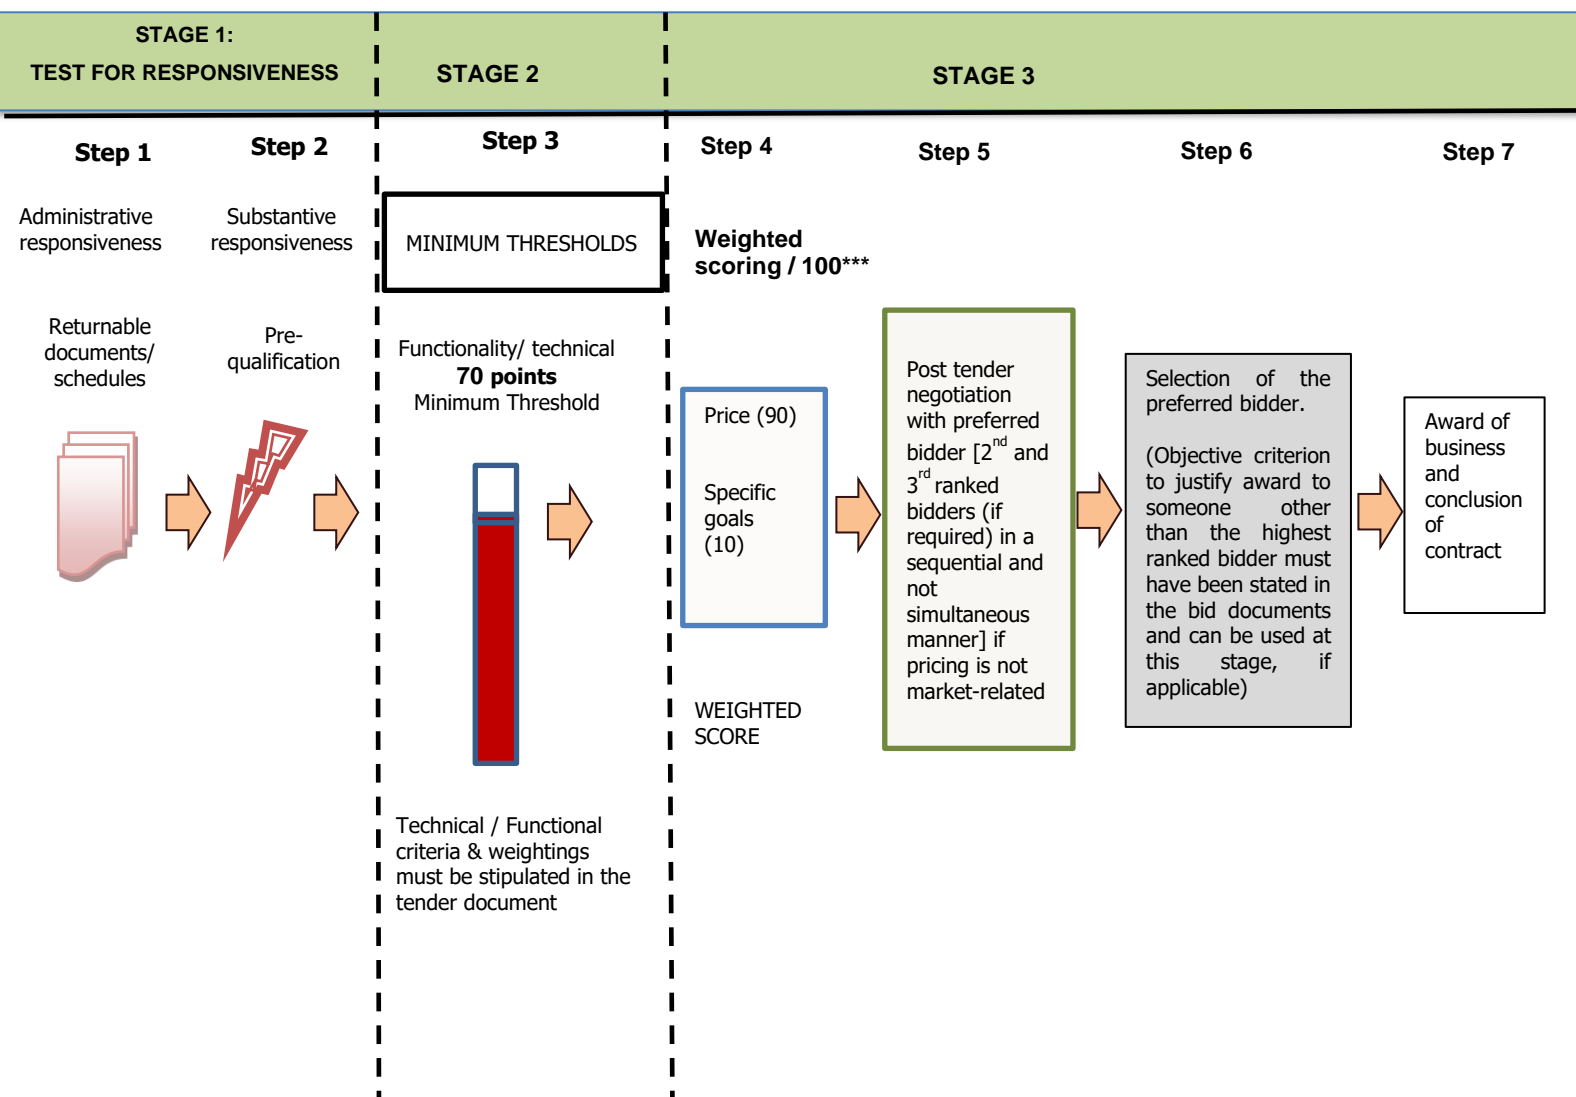 STAGE 1:
TEST FOR RESPONSIVENESS
STAGE 2
STAGE 3
Step 1
Step 2
Step 3
Step 4
Step 5
Step 6
Step 7
Administrative
responsiveness
Substantive
responsiveness
MINIMUM THRESHOLDS
Weighted
scoring / 100***
Returnable
documents/
schedules
Pre-
qualification
Functionality/ technical
70 points
Minimum Threshold
Technical / Functional
criteria & weightings
must be stipulated in the
tender document
Price (90)
Specific
goals
(10)
WEIGHTED
SCORE
Post tender
negotiation
with preferred
bidder [2nd and
3rd ranked
bidders (if
required) in a
sequential and
not
simultaneous
manner] if
pricing is not
market-related
Selection of the
preferred bidder.
(Objective criterion
to justify award to
someone other
than the highest
ranked bidder must
have been stated in
the bid documents
and can be used at
this stage, if
applicable)
Award of
business
and
conclusion
of
contract